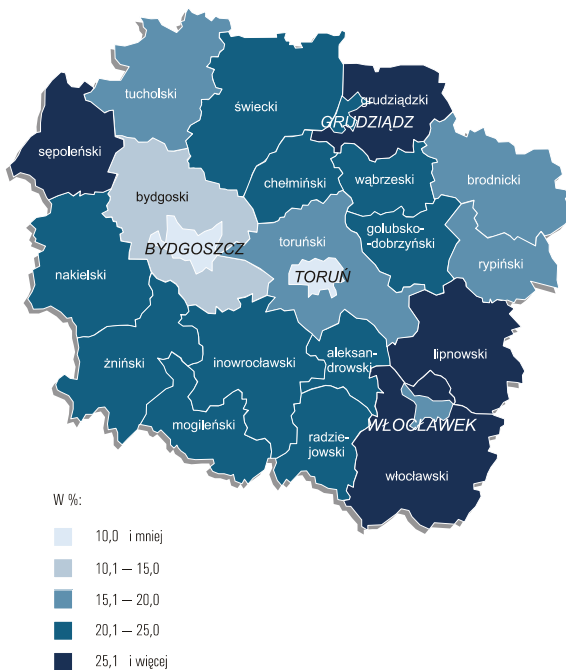 tucholski
świecki
grudziądzki
GRUDZIĄDZ
sępoleński
chełmiński
wąbrzeski
brodnicki
bydgoski
golubsko-
-dobrzyński
toruński
BYDGOSZCZ
rypiński
TORUŃ
nakielski
aleksan-
drowski
lipnowski
żniński
inowrocławski
mogileński
radzie-
jowski
WŁOCŁAWEK
włocławski
W %:
10,0 i mniej
10,1 — 15,0
15,1 — 20,0
20,1 — 25,0
25,1 i więcej